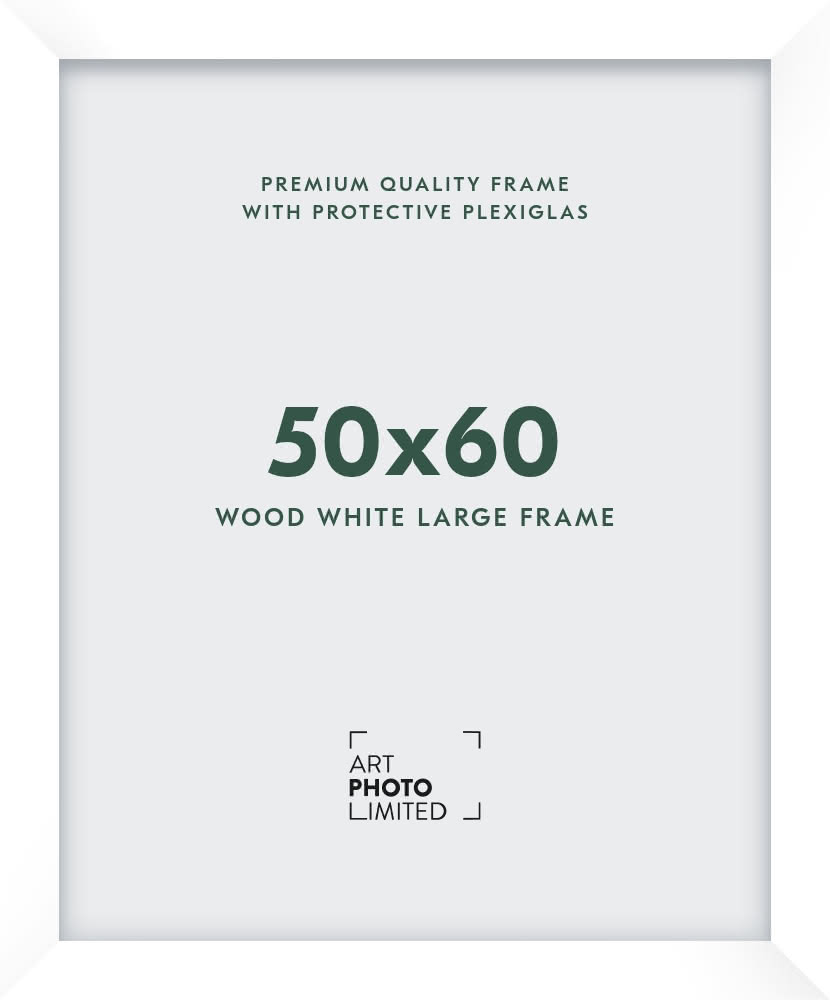 PREMIUM QUALITY FRAME
WITH PROTECTIVE PLEXIGLAS
50x60
WOOD WHITE LARGE FRAME
ART
PHOTO
LIMITED